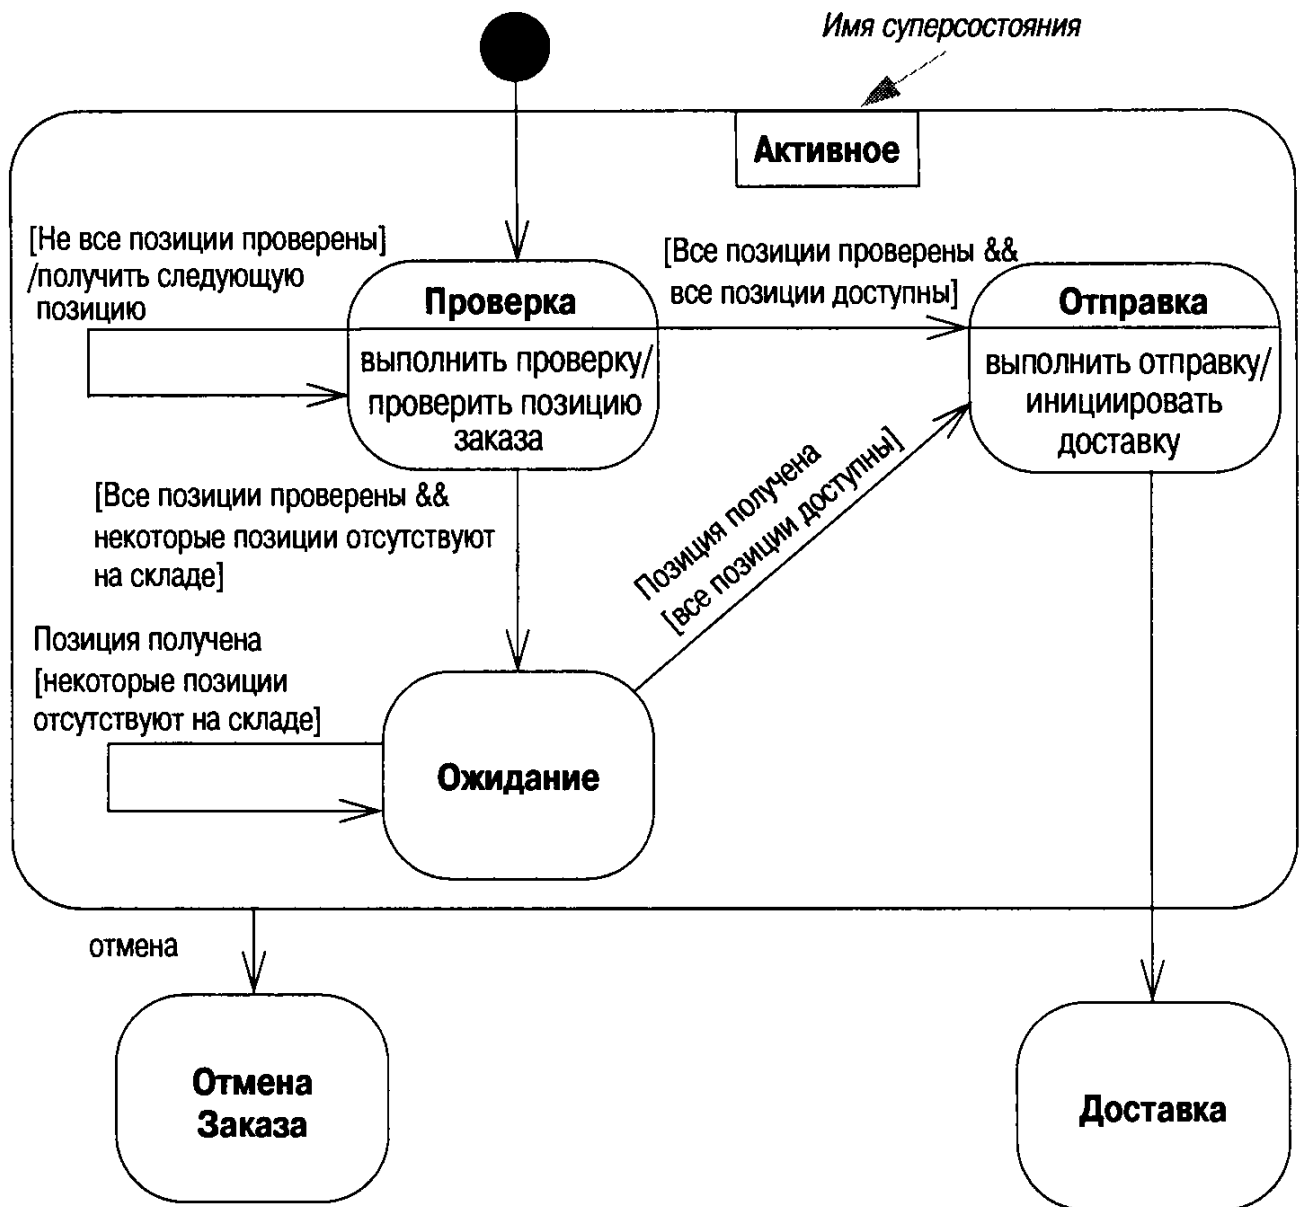 Имя суперсостояния
Активное
[Не все позиции проверены]
/получить следующую
позицию
[Все позиции проверены &&
все позиции доступны]
Проверка
выполнить проверку/
проверить позицию
заказа
Отправка
выполнить отправку/
инициировать
доставку
[Все позиции проверены &&
некоторые позиции отсутствуют
на складе]
Позиция получена
[все позиции доступны]
Позиция получена
[некоторые позиции
отсутствуют на складе]
Ожидание
отмена
Отмена
Заказа
Доставка